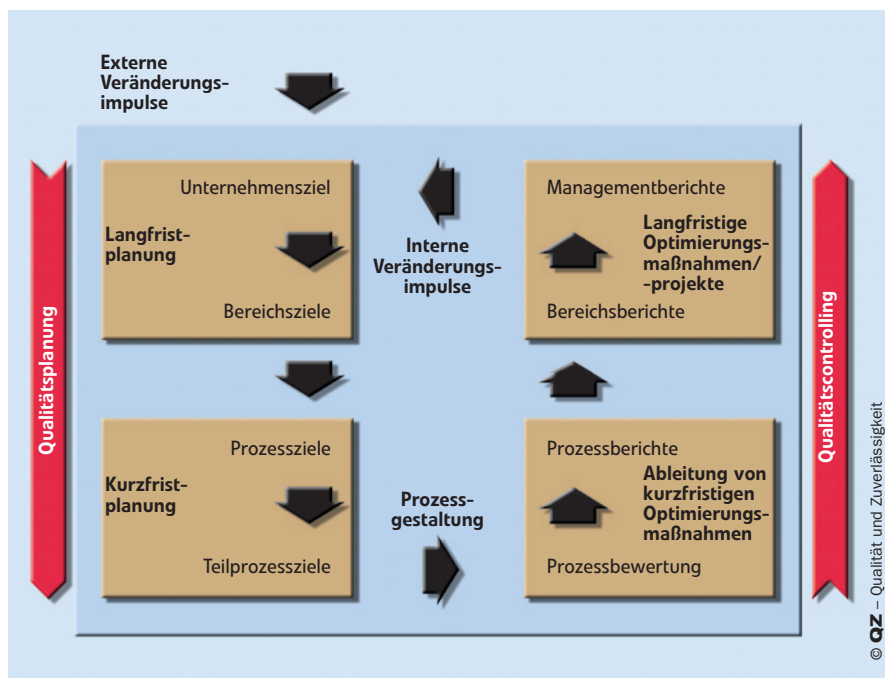 Externe
Veränderungs-
impulse
Qualitätsplanung
Unternehmensziel
Langfrist-
planung
Bereichsziele
Interne
Veränderungs-
impulse
Managementberichte
Langfristige
Optimierungs-
maßnahmen/
-projekte
Bereichsberichte
Prozessziele
Kurzfrist-
planung
Teilprozessziele
Prozess-
gestaltung
Prozessberichte
Ableitung von
kurzfristigen
Optimierungs-
maßnahmen
Prozessbewertung
Qualitätscontrolling
© QZ – Qualität und Zuverlässigkeit